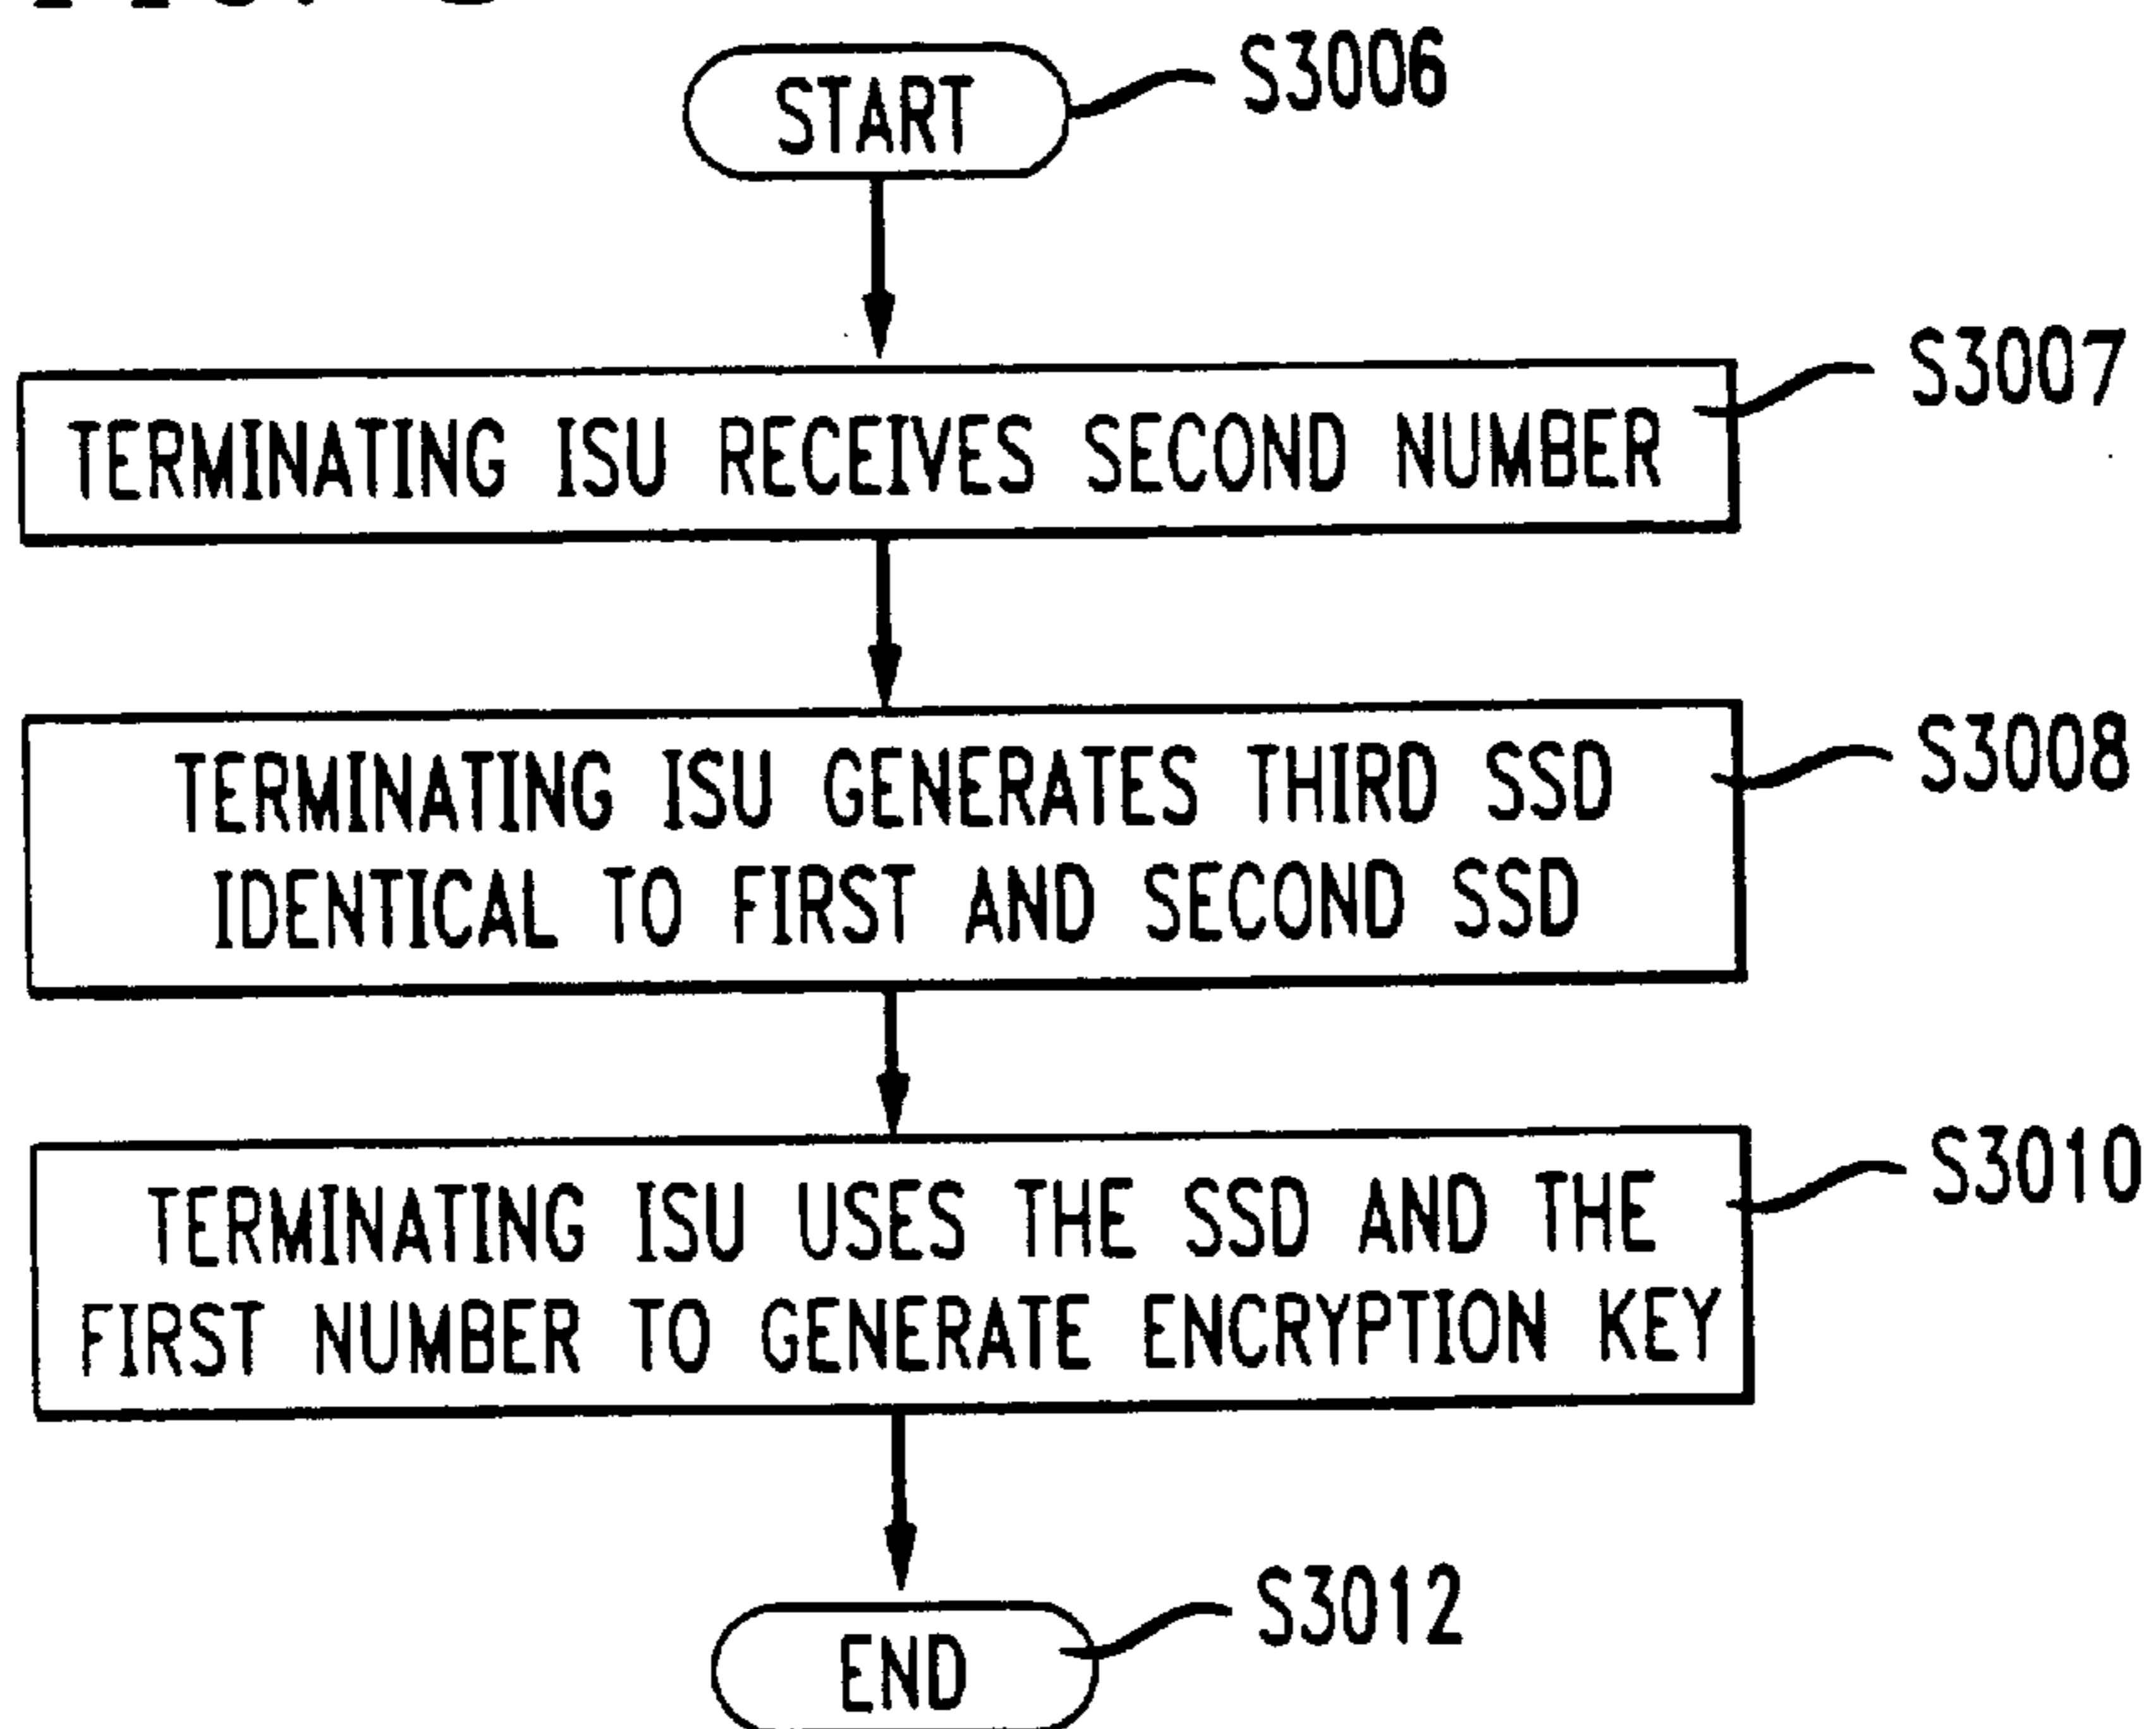 START
S3006
TERMINATING ISU RECEIVES SECOND NUMBER
S3007
TERMINATING ISU GENERATES THIRD SSD
IDENTICAL TO FIRST AND SECOND SSD
S3008
TERMINATING ISU USES THE SSD AND THE
FIRST NUMBER TO GENERATE ENCRYPTION KEY
S3010
END
S3012